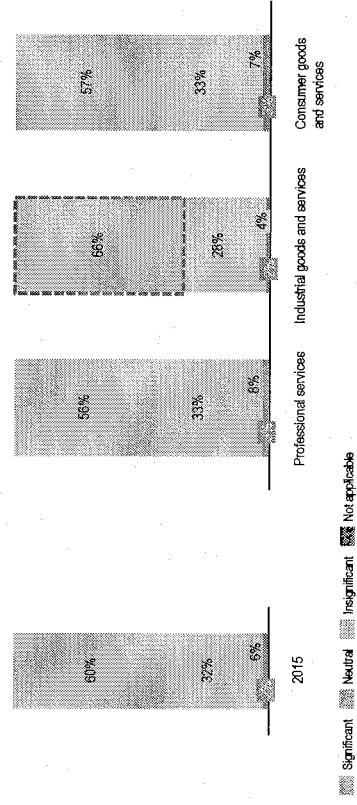 60%
32%
6%
2015
56%
33%
8%
Professional services
66%
28%
4%
Industrial goods and services
57%
33%
7%
Consumer goods
and services
Significant Neutral Insignificant Not applicable